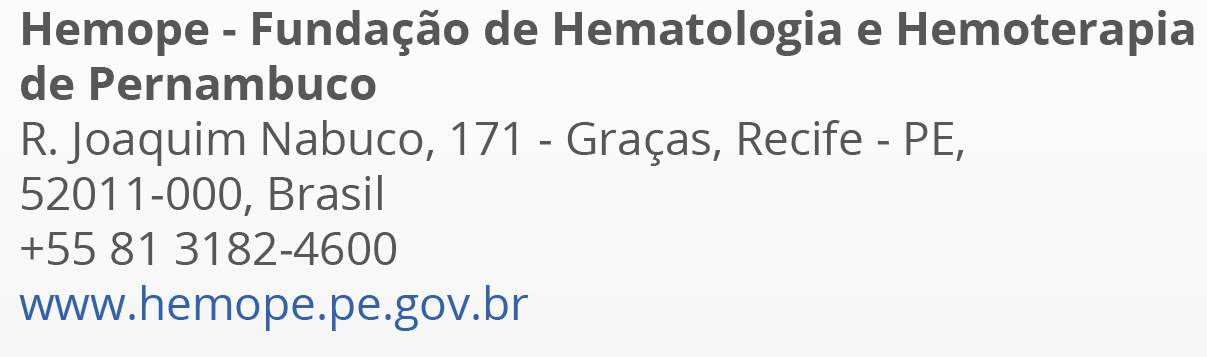 Hemope - Fundação de Hematologia e Hemoterapia
de Pernambuco
R. Joaquim Nabuco, 171 - Graças, Recife - PE,
52011-000, Brasil
+55 81 3182-4600
www.hemope.pe.gov.br